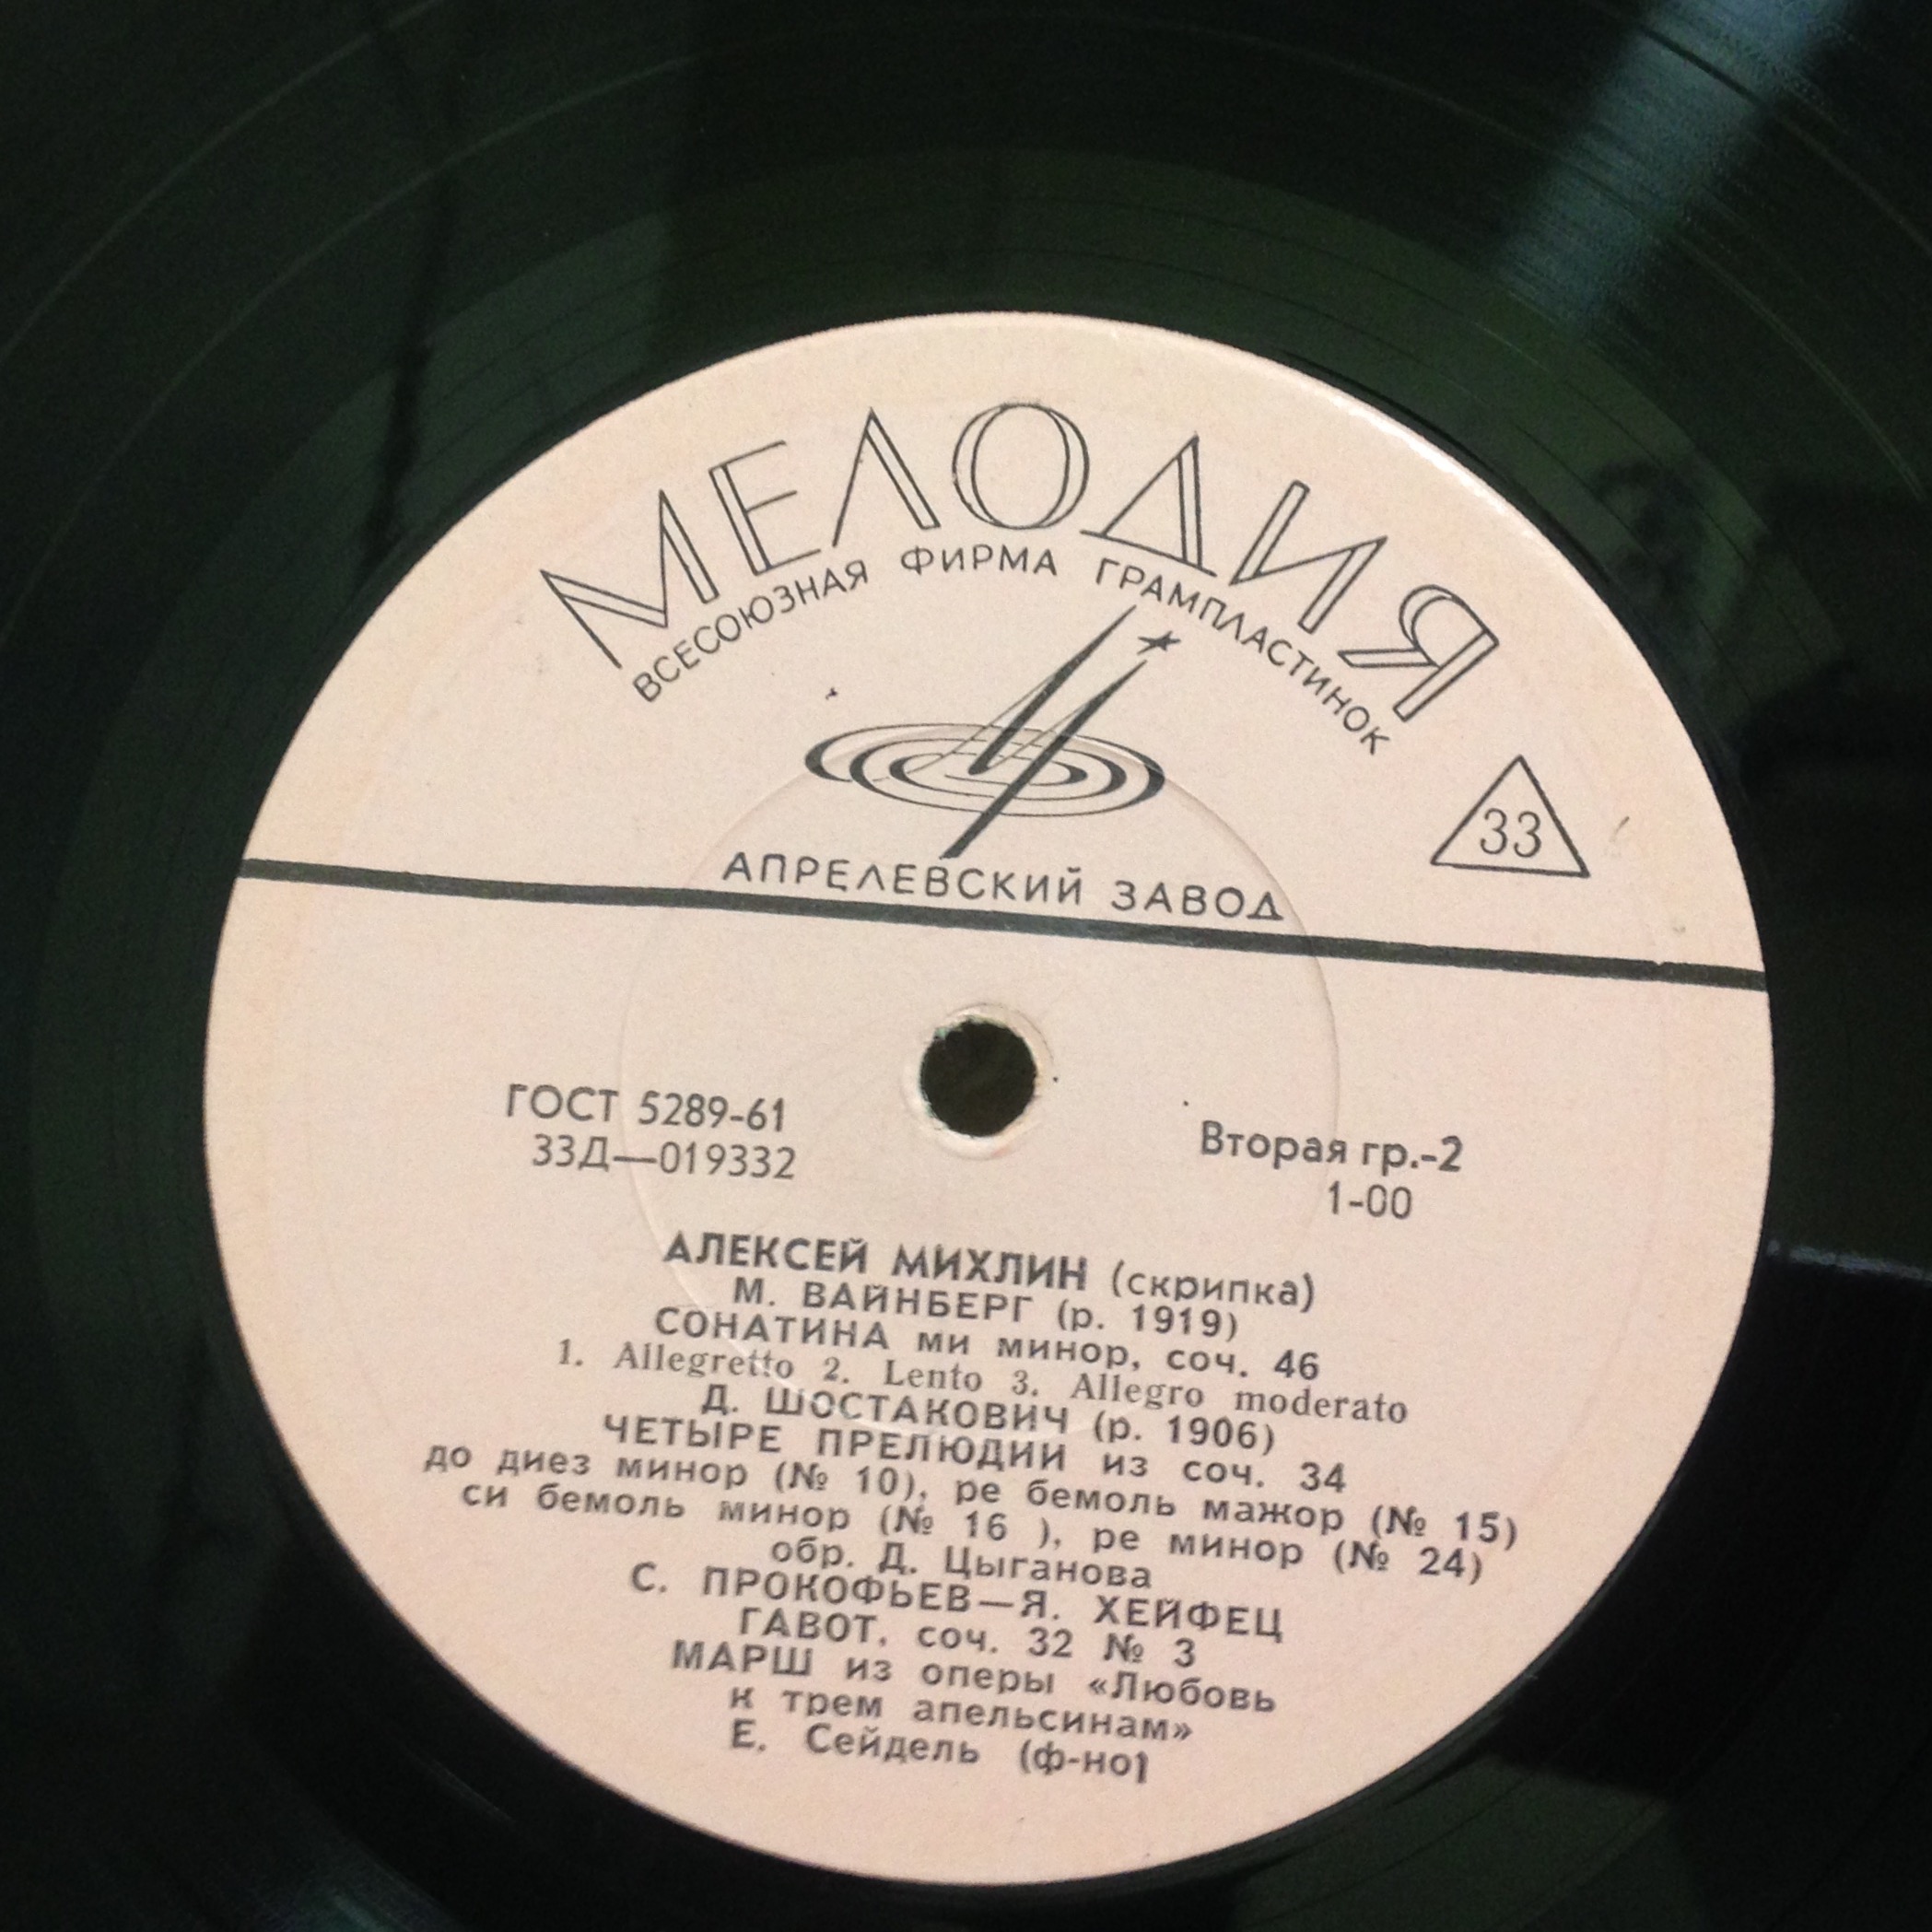 МЕЛОДИЯ
ВСЕСОЮЗНАЯ ФИРМА ГРАМПЛАСТИНОК
33
АПРЕЛЕВСКИЙ ЗАВОД
ГОСТ 5289-61
33Д—019332
Вторая гр.-2
1-00
АЛЕКСЕЙ МИХЛИН (скрипка)
М. ВАЙНБЕРГ (р. 1919)
СОНАТИНА ми минор, соч. 46
1. Allegretto 2. Lento 3. Allegro moderato
Д. ШОСТАКОВИЧ (р. 1906)
ЧЕТЫРЕ ПРЕЛЮДИИ из соч. 34
до диез минор (№ 10), ре бемоль мажор (№ 15)
си бемоль минор (№ 16 ), ре минор (№ 24)
обр. Д. Цыганова
С. ПРОКОФЬЕВ—Я. ХЕЙФЕЦ
ГАВОТ, соч. 32 № 3
МАРШ из оперы «Любовь
к трем апельсинам»
Е. Сейдель (ф-но)